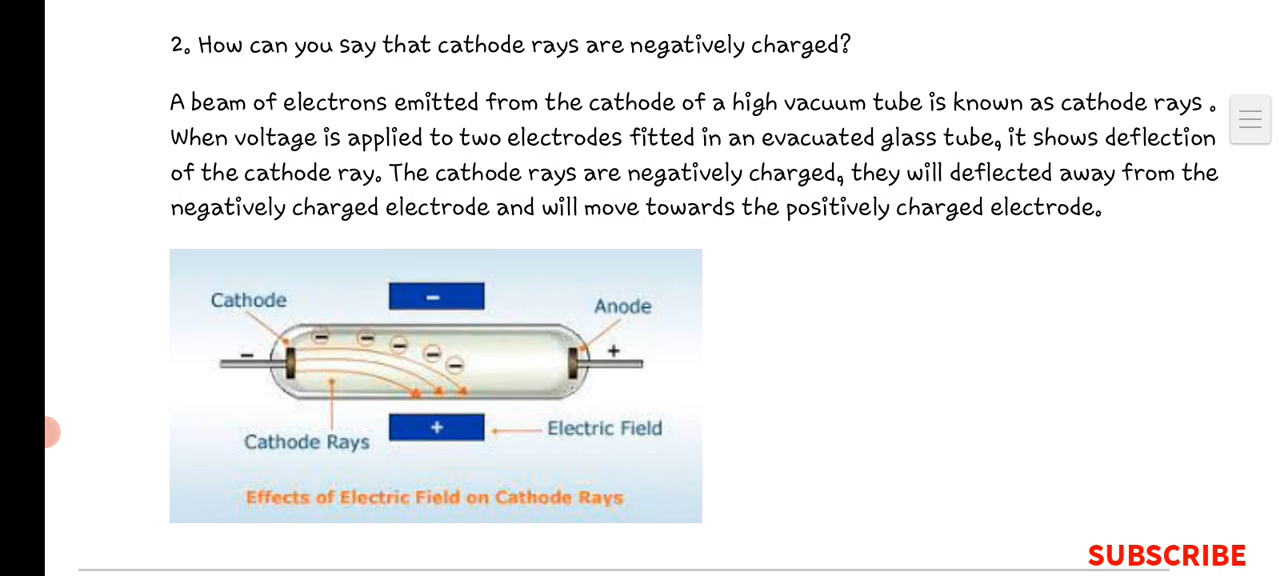 2. How can you say that cathode rays are negatively charged?
A beam of electrons emitted from the cathode of a high vacuum tube is known as cathode rays .
When voltage is applied to two electrodes fitted in an evacuated glass tube, it shows deflection
of the cathode ray. The cathode rays are negatively charged, they will deflected away from the
negatively charged electrode and will move towards the positively charged electrode.
Cathode
−
Anode
−
+
Cathode Rays
+
Electric Field
Effects of Electric Field on Cathode Rays
SUBSCRIBE